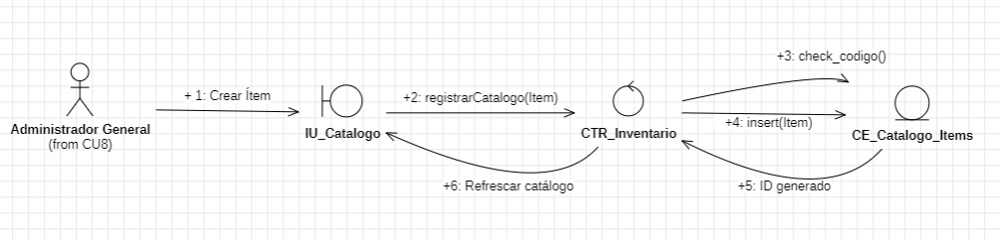 +3: check_codigo()
+ 1: Crear Ítem
+2: registrarCatalogo(Item)
+4: insert(Item)
Administrador General
(from CU8)
IU_Catalogo
CTR_Inventario
CE_Catalogo_Items
+6: Refrescar catálogo
+5: ID generado